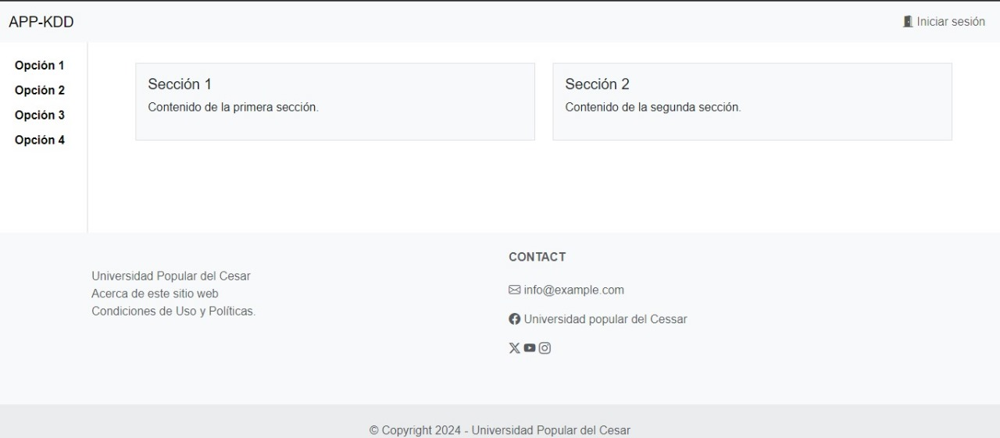 APP-KDD
Iniciar sesión
Opción 1
Opción 2
Opción 3
Opción 4
Sección 1
Contenido de la primera sección.
Sección 2
Contenido de la segunda sección.
Universidad Popular del Cesar
Acerca de este sitio web
Condiciones de Uso y Políticas.
CONTACT
info@example.com
Universidad popular del Cessar
© Copyright 2024 - Universidad Popular del Cesar